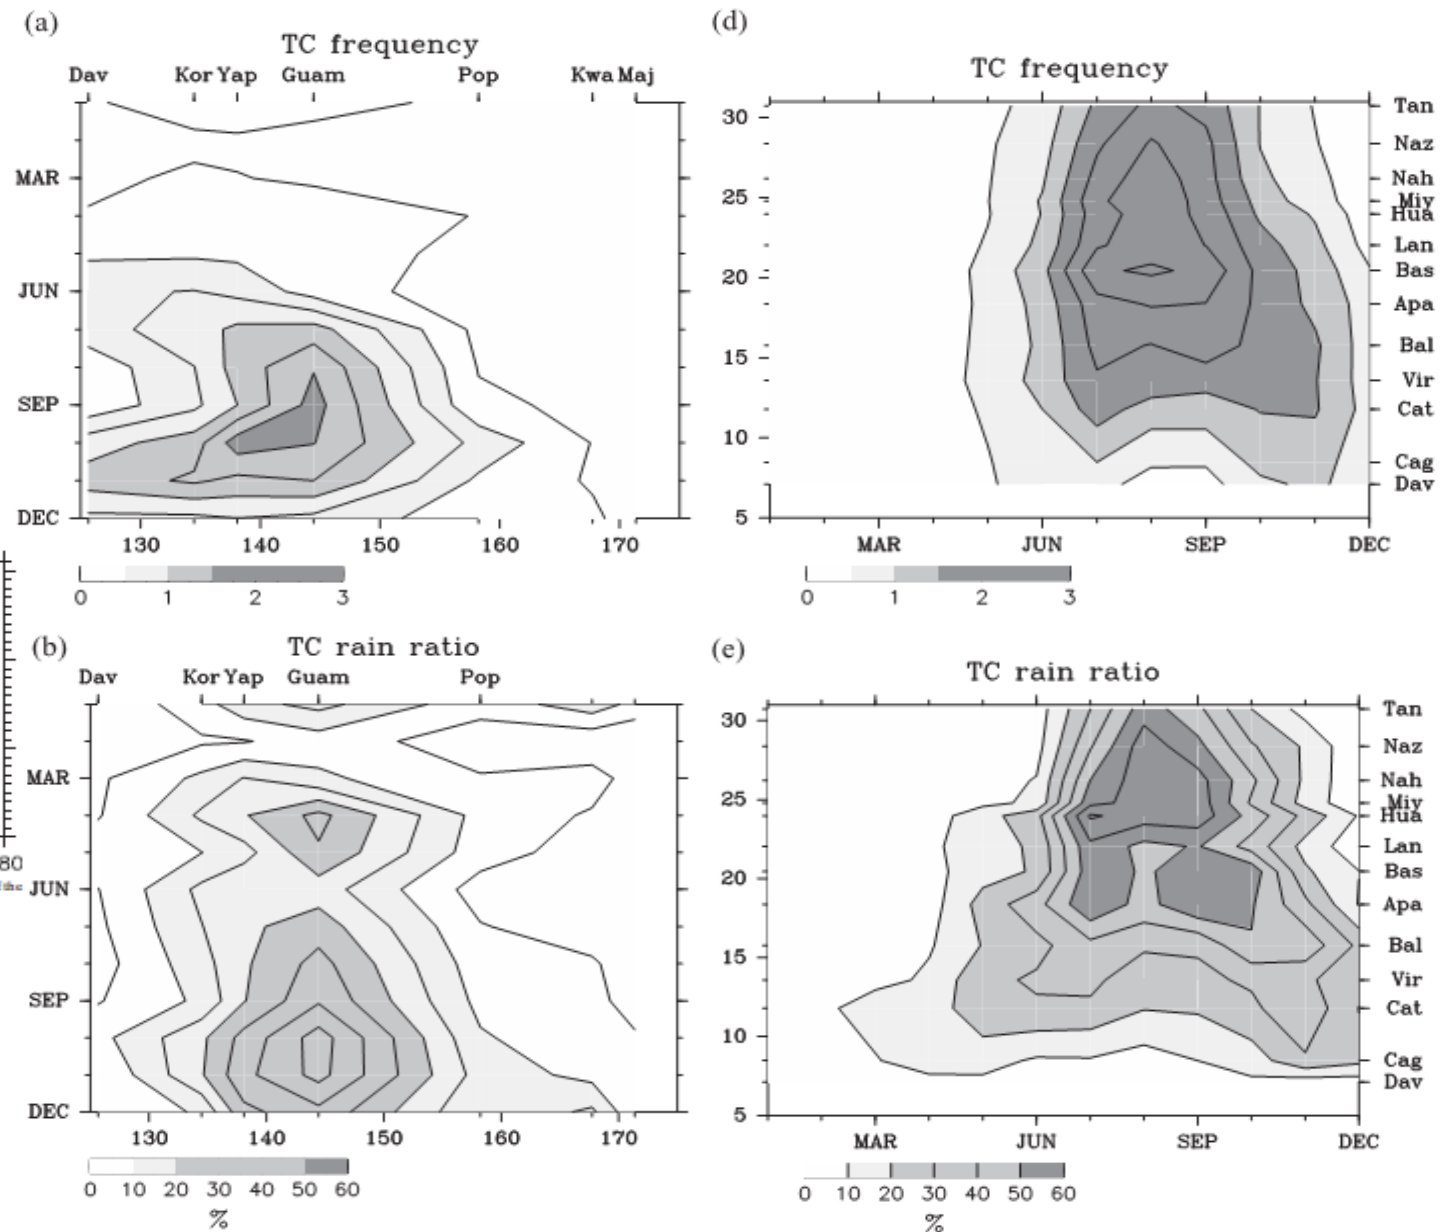 (a)
TC frequency
Dav Kor Yap Guam Pop Kwa Maj
MAR
JUN
SEP
DEC
130 140 150 160 170
0 1 2 3
(d)
TC frequency
30
25
20
15
10
5
Tan
Naz
Nah
Miy
Hua
Lan
Bas
Apa
Bal
Vir
Cat
Cag
Dav
MAR JUN SEP DEC
0 1 2 3
80
(b)
TC rain ratio
Dav Kor Yap Guam Pop
MAR
JUN
SEP
DEC
130 140 150 160 170
0 10 20 30 40 50 60
%
(e)
TC rain ratio
30
25
20
15
10
5
Tan
Naz
Nah
Miy
Hua
Lan
Bas
Apa
Bal
Vir
Cat
Cag
Dav
MAR JUN SEP DEC
0 10 20 30 40 50 60
%